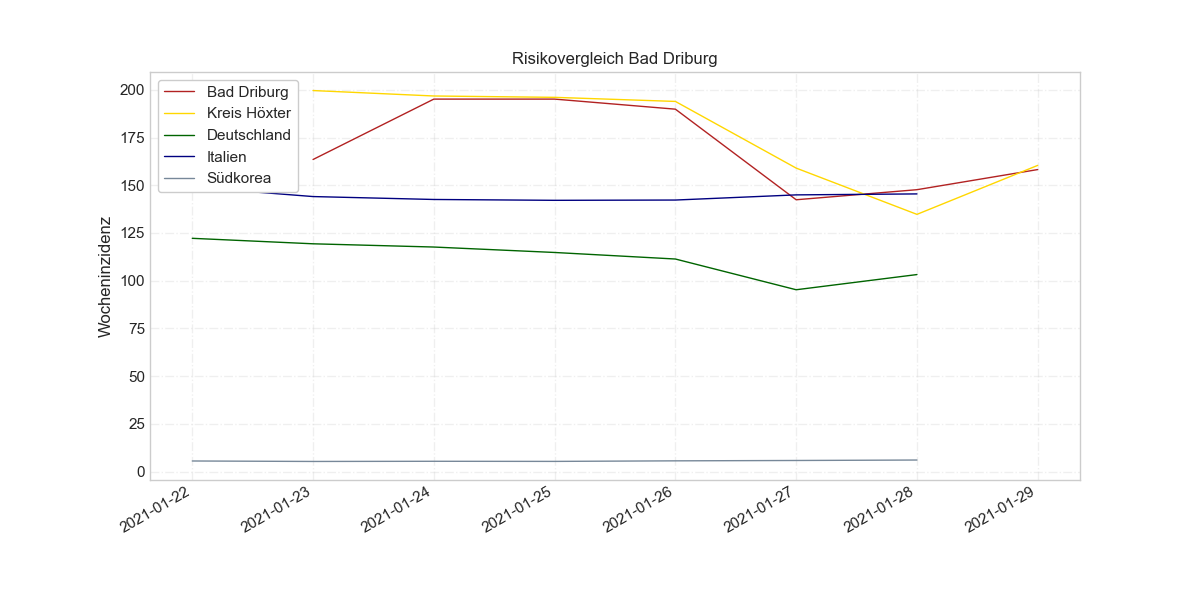 Risikovergleich Bad Driburg
Wocheninzidenz
200
175
150
125
100
75
50
25
0
Bad Driburg
Kreis Höxter
Deutschland
Italien
Südkorea
2021-01-22
2021-01-23
2021-01-24
2021-01-25
2021-01-26
2021-01-27
2021-01-28
2021-01-29